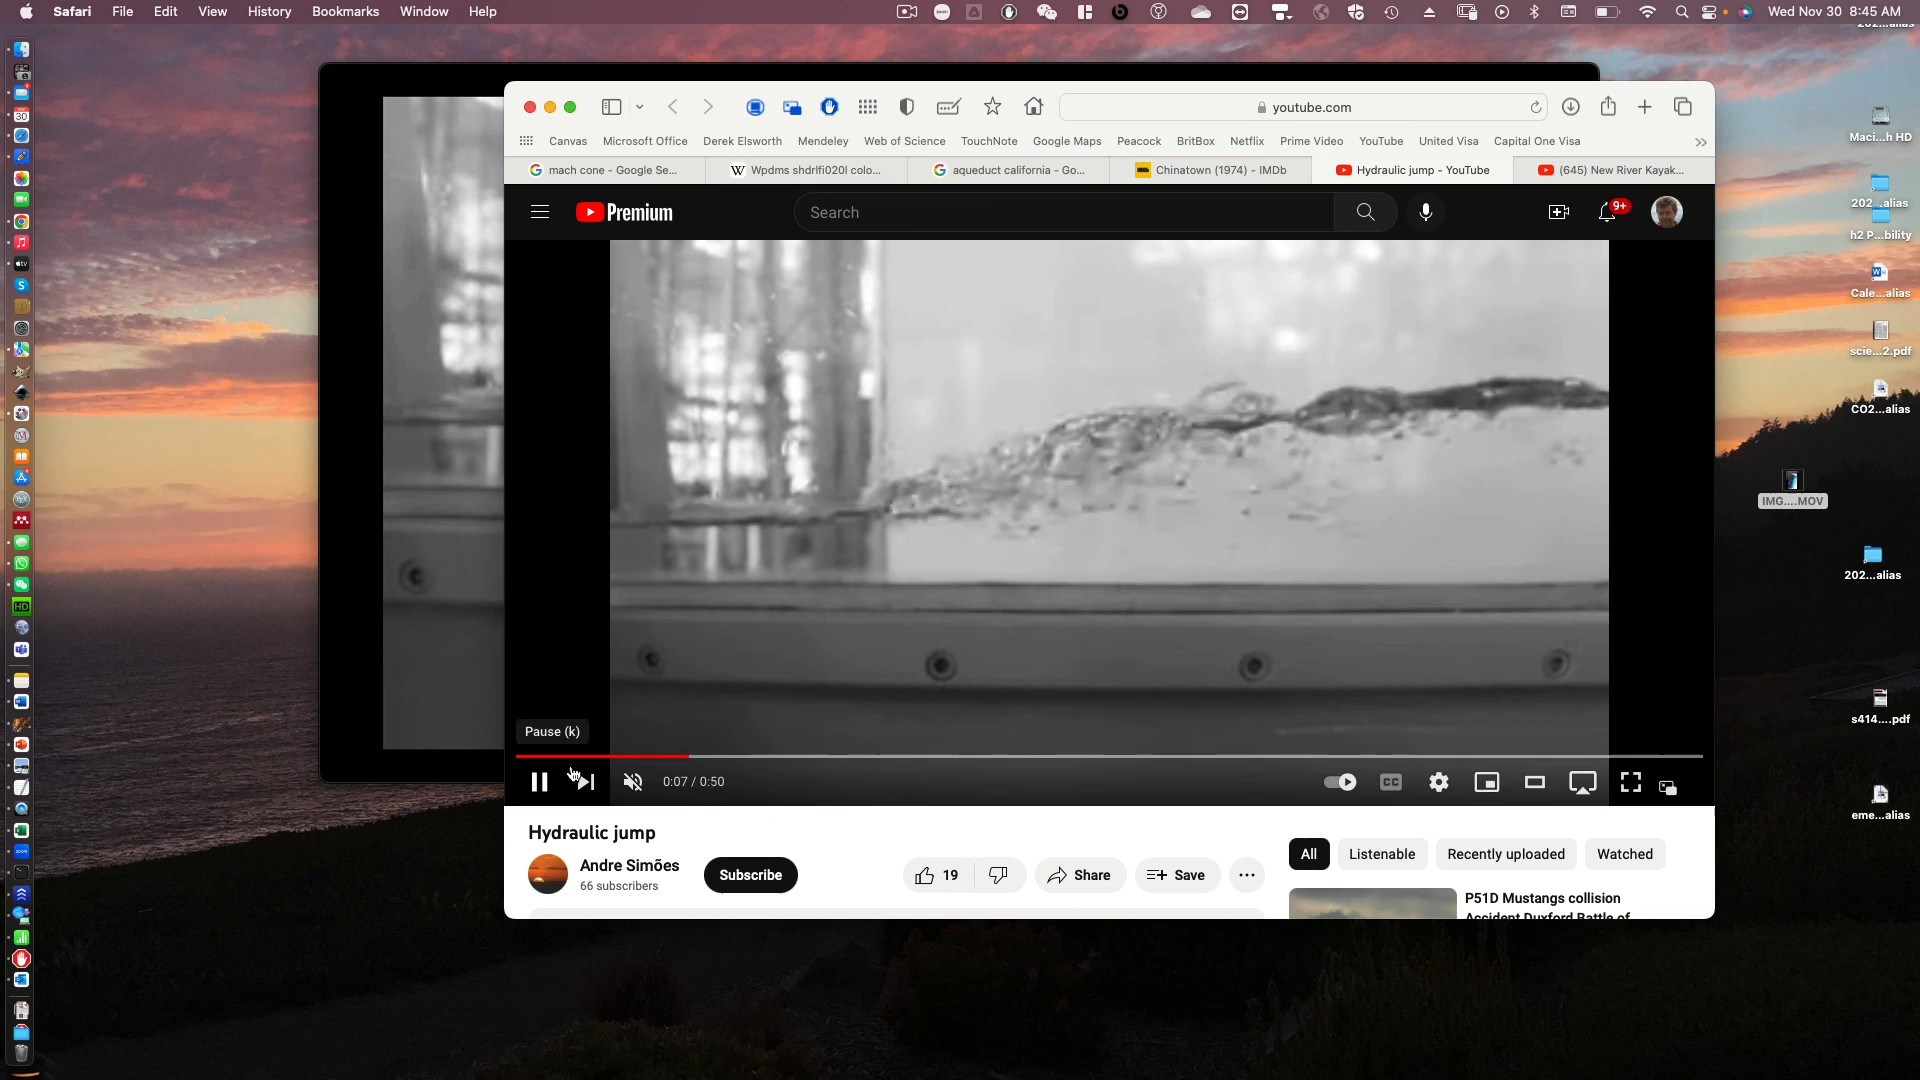 Safari File Edit View History Bookmarks Window Help
Wed Nov 30 8:45 AM
youtube.com
Canvas Microsoft Office Derek Elsworth Mendeley Web of Science TouchNote Google Maps Peacock BritBox Netflix Prime Video YouTube United Visa Capital One Visa
mach cone - Google Se... Wpdms shdrlfi020l colo... aqueduct california - Go... Chinatown (1974) - IMDb Hydraulic jump - YouTube (645) New River Kayak...
Premium
Search
9+
Pause (k)
0:07 / 0:50
CC
Hydraulic jump
Andre Simões
66 subscribers
Subscribe
19
Share
Save
All Listenable Recently uploaded Watched
P51D Mustangs collision
Accident Duxford Battle of
Maci...h HD
202...alias
h2 P...bility
Cale...alias
scie...2.pdf
CO2...alias
IMG....MOV
202...alias
s414....pdf
eme...alias